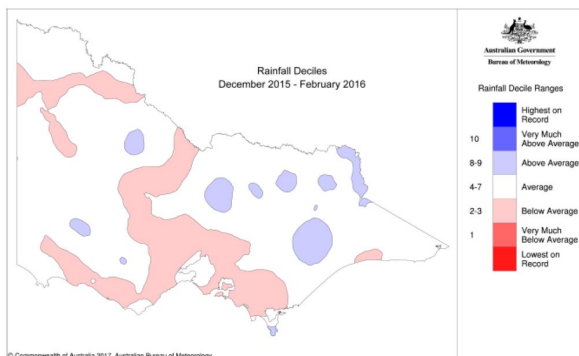 Rainfall Deciles
December 2015 - February 2016
Australian Government
Bureau of Meteorology
Rainfall Decile Ranges
Highest on
Record
10 Very Much
Above Average
8-9 Above Average
4-7 Average
2-3 Below Average
1 Very Much
Below Average
Lowest on
Record
© Commonwealth of Australia 2017, Australian Bureau of Meteorology